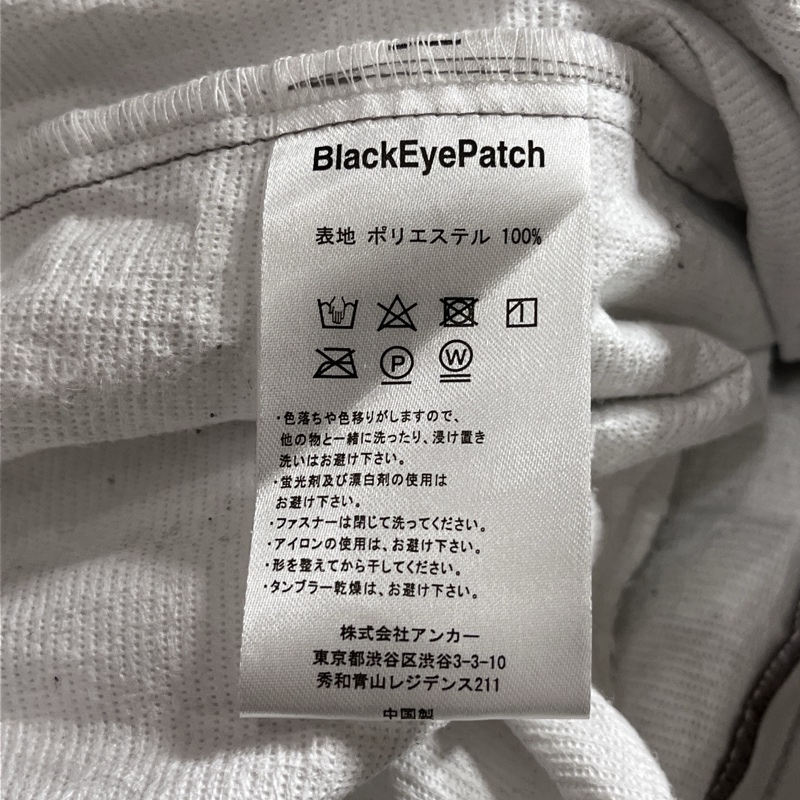 BlackEyePatch
表地 ポリエステル 100%
P W
・色落ちや色移りがしますので、
他の物と一緒に洗ったり、浸け置き
洗いはお避け下さい。
・蛍光剤及び漂白剤の使用は
お避け下さい。
・ファスナーは閉じて洗ってください。
・アイロンの使用は、お避け下さい。
・形を整えてから干してください。
・タンブラー乾燥は、お避け下さい。
株式会社アンカー
東京都渋谷区渋谷3-3-10
秀和青山レジデンス211
中国製